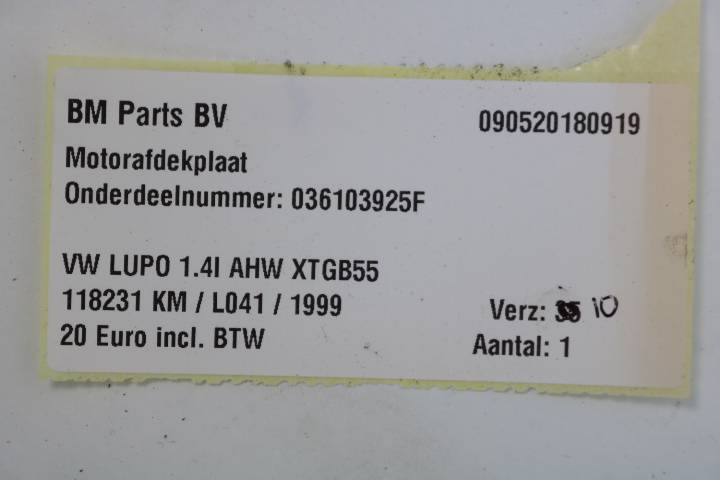 BM Parts BV
090520180919
Motorafdekplaat
Onderdeelnummer: 036103925F
VW LUPO 1.4I AHW XTGB55
118231 KM / L041 / 1999
Verz: 10
20 Euro incl. BTW
Aantal: 1